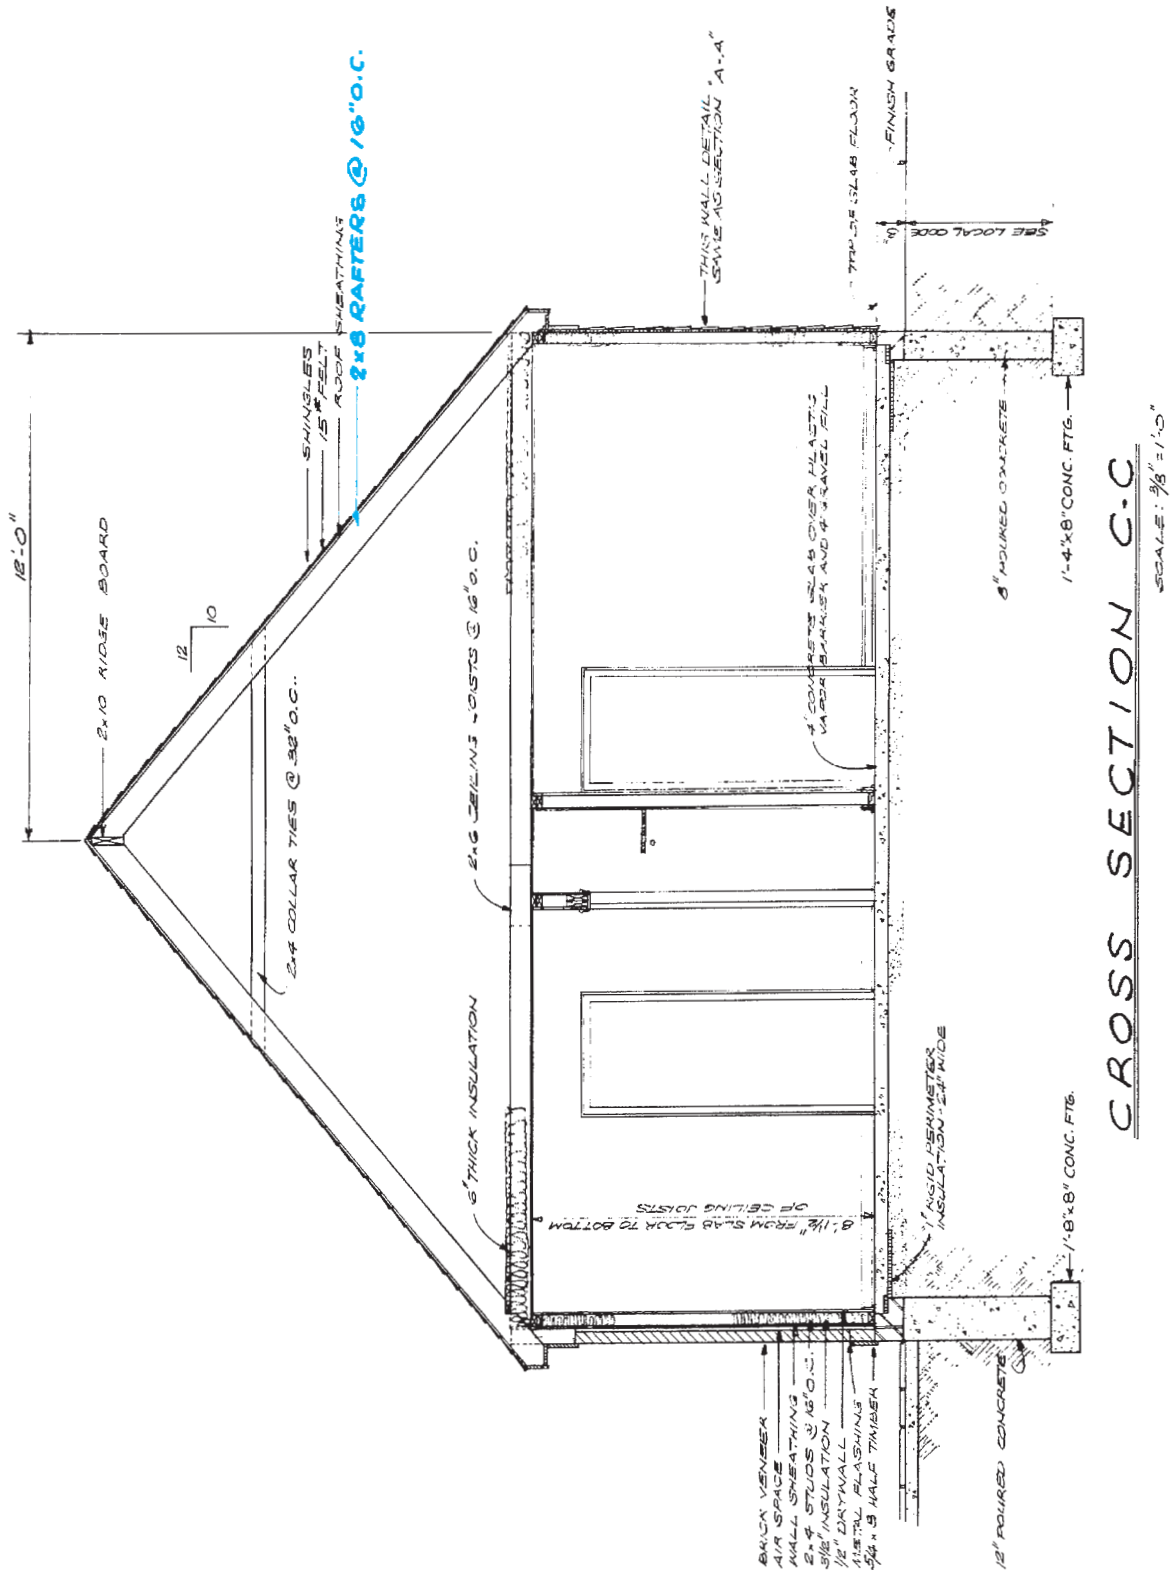 12'-0"
2x10 RIDGE BOARD
12
10
SHINGLES
15# FELT
ROOF SHEATHING
2x8 RAFTERS @ 16" O.C.
2x4 COLLAR TIES @ 32" O.C.
6" THICK INSULATION
2x6 CEILING JOISTS @ 16" O.C.
THIS WALL DETAIL
SAME AS SECTION "A-A"
TOP OF SLAB FLOOR
FINISH GRADE
8"
SEE LOCAL CODE
4" CONCRETE SLAB OVER PLASTIC
VAPOR BARRIER AND 4" GRAVEL FILL
8'-1½" FROM SLAB FLOOR TO BOTTOM
OF CEILING JOISTS
1" RIGID PERIMETER
INSULATION - 24" WIDE
BRICK VENEER
AIR SPACE
WALL SHEATHING
2x4 STUDS @ 16" O.C.
3½" INSULATION
1/2" DRYWALL
METAL FLASHING
5/4 x 8 HALF TIMBER
12" POURED CONCRETE
1'-8"x8" CONC. FTG.
8" POURED CONCRETE
1'-4"x8" CONC. FTG.
CROSS SECTION C-C
SCALE: 3/8" = 1'-0"